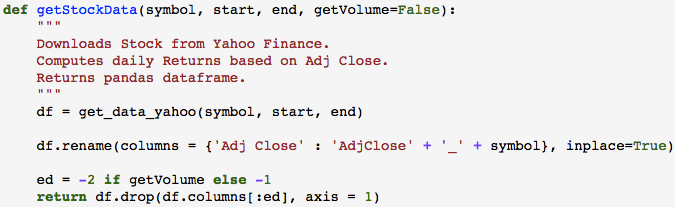 def getStockData(symbol, start, end, getVolume=False):
    """
    Downloads Stock from Yahoo Finance.
    Computes daily Returns based on Adj Close.
    Returns pandas dataframe.
    """
    df = get_data_yahoo(symbol, start, end)
    df.rename(columns = {'Adj Close' : 'AdjClose' + '_' + symbol}, inplace=True)
    ed = -2 if getVolume else -1
    return df.drop(df.columns[:ed], axis = 1)